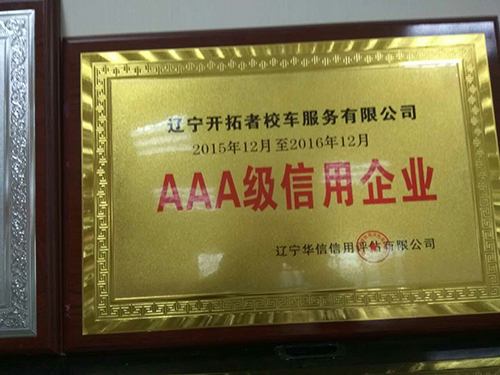 辽宁开拓者校车服务有限公司
2015年12月至2016年12月
AAA级信用企业
辽宁华信信用评估有限公司